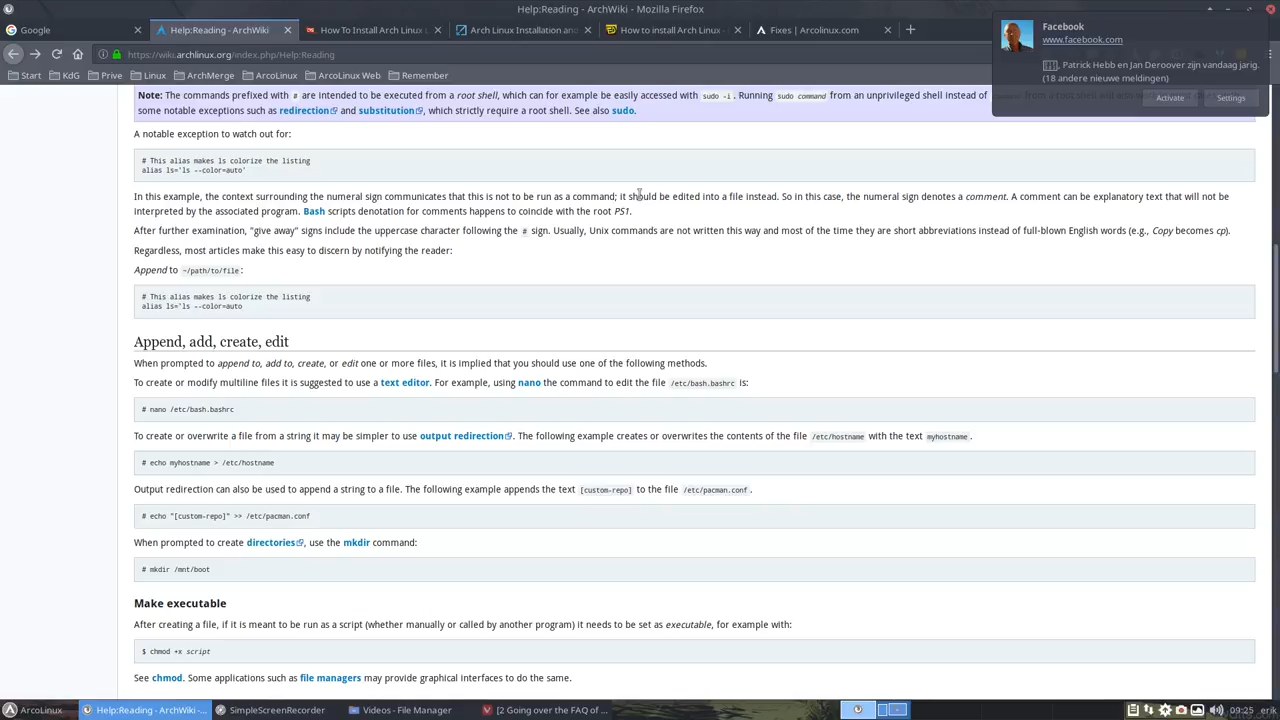 Help:Reading - ArchWiki - Mozilla Firefox
Google
Help:Reading - ArchWiki
How To Install Arch Linux
Arch Linux Installation and
How to install Arch Linux -
Fixes | Arcolinux.com
https://wiki.archlinux.org/index.php/Help:Reading
Start
KdG
Prive
Linux
ArchMerge
ArcoLinux
ArcoLinux Web
Remember
Facebook
www.facebook.com
, Patrick Hebb en Jan Deroover zijn vandaag jarig.
(18 andere nieuwe meldingen)
Activate
Settings
Note: The commands prefixed with # are intended to be executed from a root shell, which can for example be easily accessed with sudo -i. Running sudo command from an unprivileged shell instead of
some notable exceptions such as redirection and substitution, which strictly require a root shell. See also sudo.
A notable exception to watch out for:
# This alias makes ls colorize the listing
alias ls='ls --color=auto'
In this example, the context surrounding the numeral sign communicates that this is not to be run as a command; it should be edited into a file instead. So in this case, the numeral sign denotes a comment. A comment can be explanatory text that will not be
interpreted by the associated program. Bash scripts denotation for comments happens to coincide with the root PS1.
After further examination, "give away" signs include the uppercase character following the # sign. Usually, Unix commands are not written this way and most of the time they are short abbreviations instead of full-blown English words (e.g., Copy becomes cp).
Regardless, most articles make this easy to discern by notifying the reader:
Append to ~/path/to/file:
# This alias makes ls colorize the listing
alias ls='ls --color=auto
Append, add, create, edit
When prompted to append to, add to, create, or edit one or more files, it is implied that you should use one of the following methods.
To create or modify multiline files it is suggested to use a text editor. For example, using nano the command to edit the file /etc/bash.bashrc is:
# nano /etc/bash.bashrc
To create or overwrite a file from a string it may be simpler to use output redirection. The following example creates or overwrites the contents of the file /etc/hostname with the text myhostname.
# echo myhostname > /etc/hostname
Output redirection can also be used to append a string to a file. The following example appends the text [custom-repo] to the file /etc/pacman.conf.
# echo "[custom-repo]" >> /etc/pacman.conf
When prompted to create directories, use the mkdir command:
# mkdir /mnt/boot
Make executable
After creating a file, if it is meant to be run as a script (whether manually or called by another program) it needs to be set as executable, for example with:
$ chmod +x script
See chmod. Some applications such as file managers may provide graphical interfaces to do the same.
ArcoLinux
Help:Reading - ArchWiki -...
SimpleScreenRecorder
Videos - File Manager
[2 Going over the FAQ of ...
09:25
erik